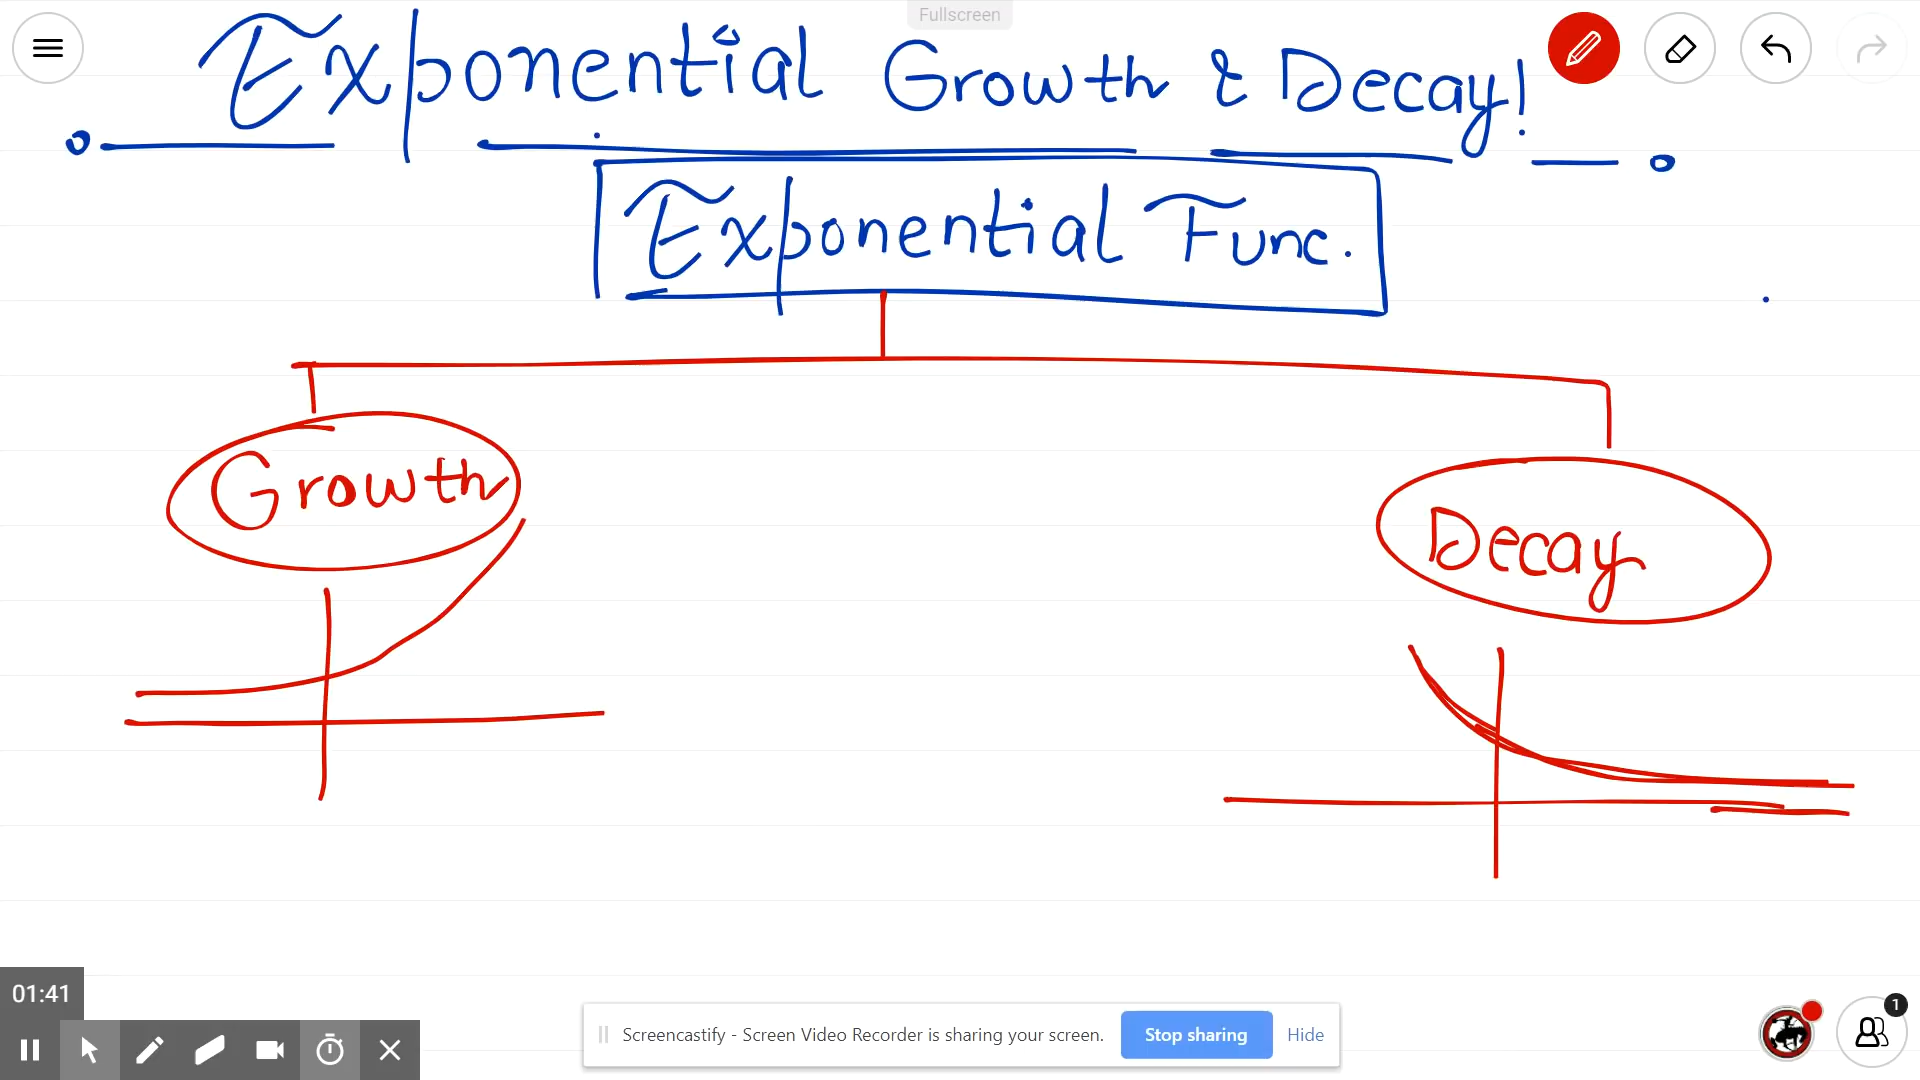 Fullscreen
Exponential Growth & Decay!
Exponential Func.
Growth
Decay
01:41
Screencastify - Screen Video Recorder is sharing your screen.
Stop sharing
Hide
1